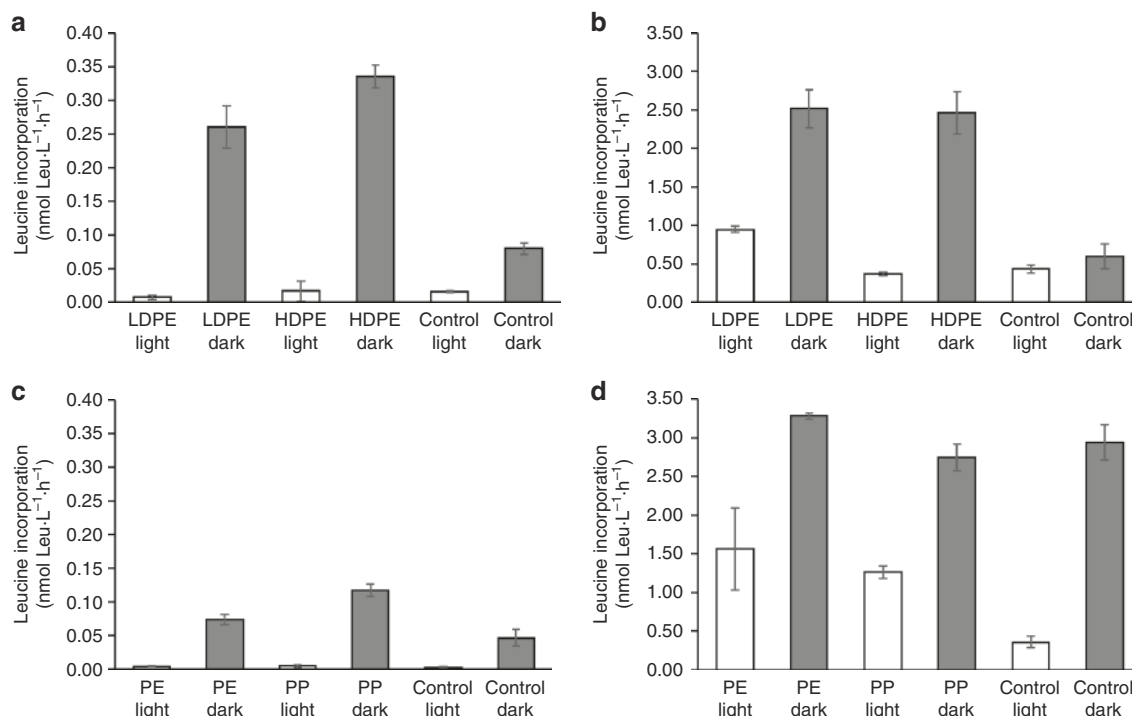 a
Leucine incorporation
(nmol Leu·L⁻¹·h⁻¹)
0.40
0.35
0.30
0.25
0.20
0.15
0.10
0.05
0.00
LDPE light
LDPE dark
HDPE light
HDPE dark
Control light
Control dark
b
Leucine incorporation
(nmol Leu·L⁻¹·h⁻¹)
3.50
3.00
2.50
2.00
1.50
1.00
0.50
0.00
LDPE light
LDPE dark
HDPE light
HDPE dark
Control light
Control dark
c
Leucine incorporation
(nmol Leu·L⁻¹·h⁻¹)
0.40
0.35
0.30
0.25
0.20
0.15
0.10
0.05
0.00
PE light
PE dark
PP light
PP dark
Control light
Control dark
d
Leucine incorporation
(nmol Leu·L⁻¹·h⁻¹)
3.50
3.00
2.50
2.00
1.50
1.00
0.50
0.00
PE light
PE dark
PP light
PP dark
Control light
Control dark